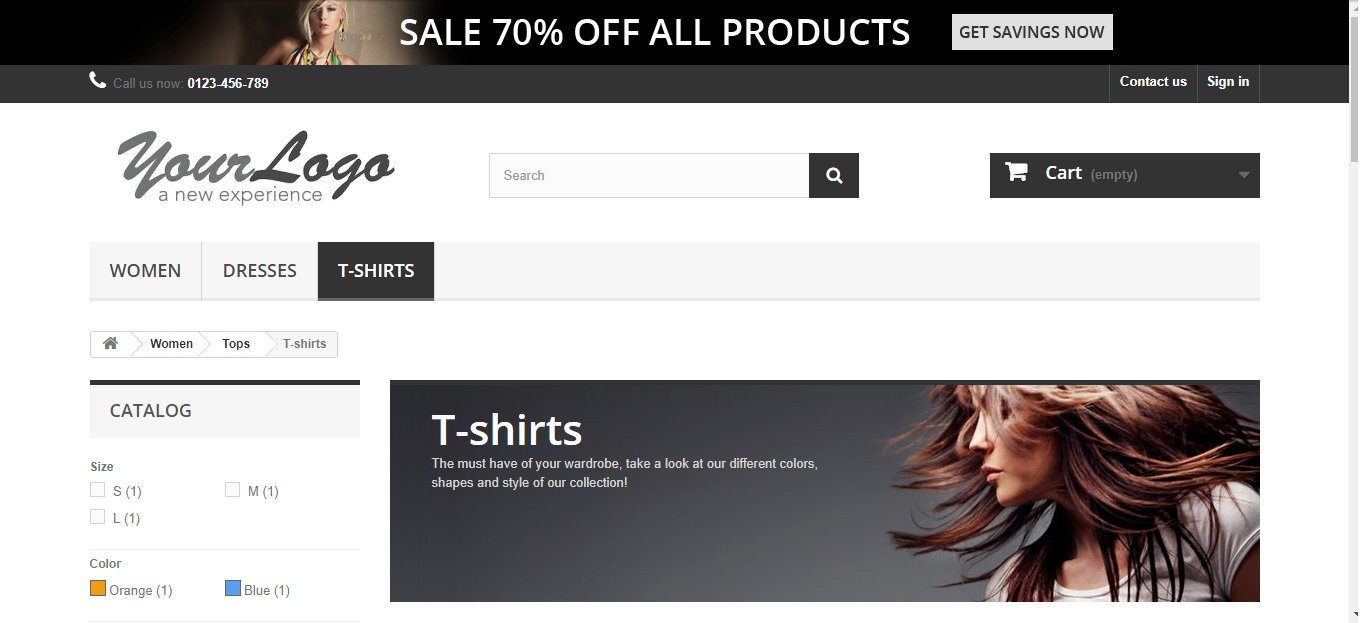 SALE 70% OFF ALL PRODUCTS
GET SAVINGS NOW
Call us now: 0123-456-789
Contact us
Sign in
YourLogo
a new experience
Search
Cart (empty)
WOMEN
DRESSES
T-SHIRTS
Women
Tops
T-shirts
CATALOG
Size
S (1)
M (1)
L (1)
Color
Orange (1)
Blue (1)
T-shirts
The must have of your wardrobe, take a look at our different colors,
shapes and style of our collection!